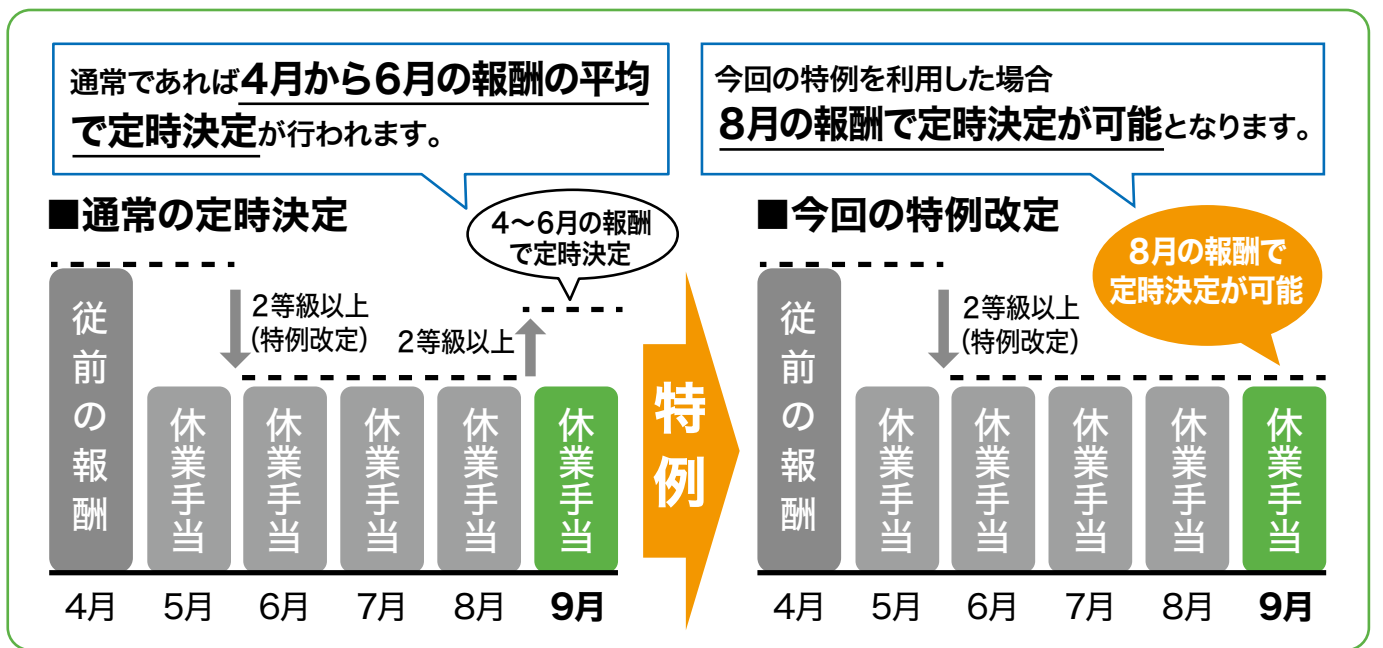 通常であれば4月から6月の報酬の平均
で定時決定が行われます。
■通常の定時決定
4〜6月の報酬
で定時決定
2等級以上
(特例改定)
2等級以上
従前の報酬
休業手当
休業手当
休業手当
休業手当
休業手当
4月 5月 6月 7月 8月 9月
特例
今回の特例を利用した場合
8月の報酬で定時決定が可能となります。
■今回の特例改定
8月の報酬で
定時決定が可能
2等級以上
(特例改定)
従前の報酬
休業手当
休業手当
休業手当
休業手当
休業手当
4月 5月 6月 7月 8月 9月